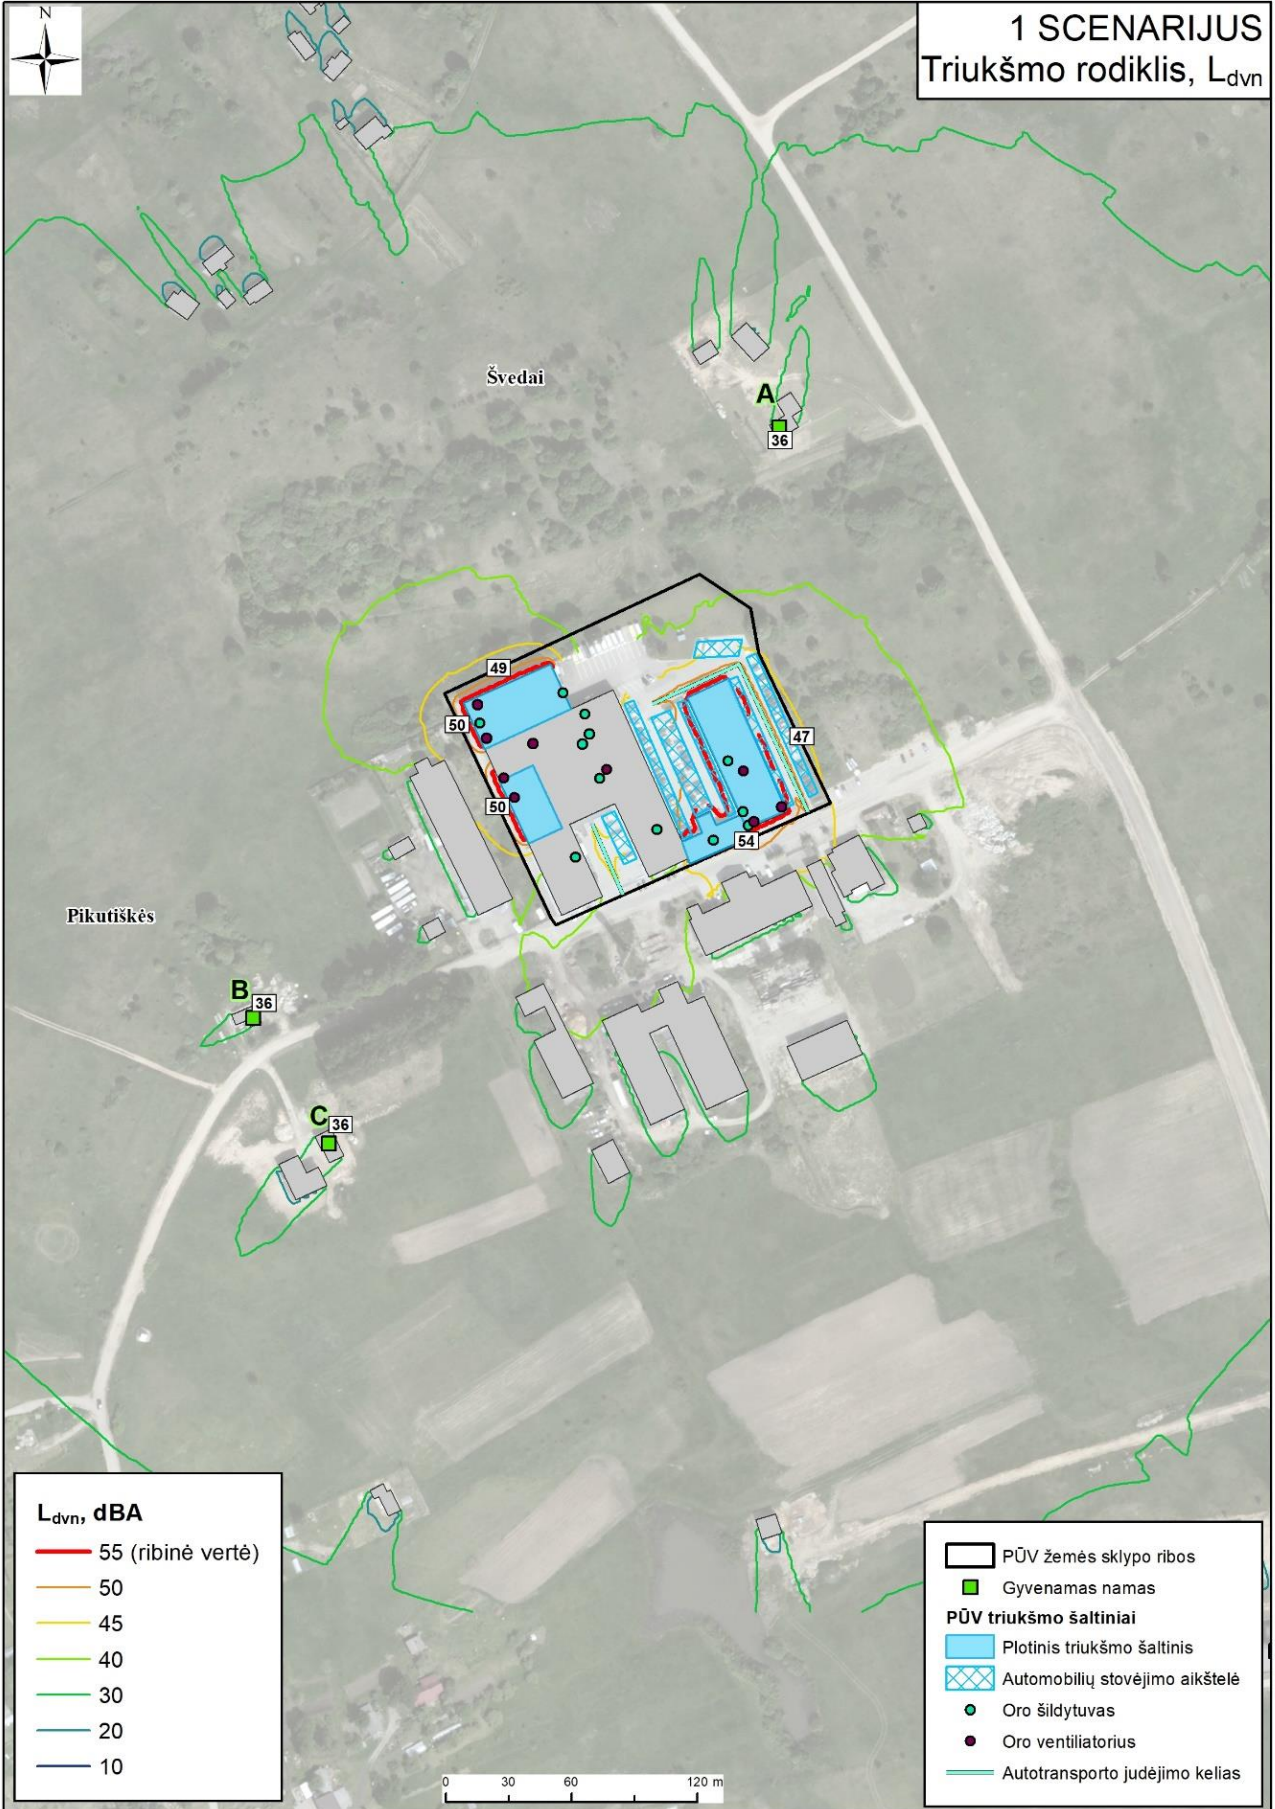 N
1 SCENARIJUS
Triukšmo rodiklis, Ldvn
Švedai
A
36
49
50
47
50
54
Pikutiškės
B
36
C
36
Ldvn, dBA
55 (ribinė vertė)
50
45
40
30
20
10
PŪV žemės sklypo ribos
Gyvenamas namas
PŪV triukšmo šaltiniai
Plotinis triukšmo šaltinis
Automobilių stovėjimo aikštelė
Oro šildytuvas
Oro ventiliatorius
Autotransporto judėjimo kelias
0 30 60 120 m